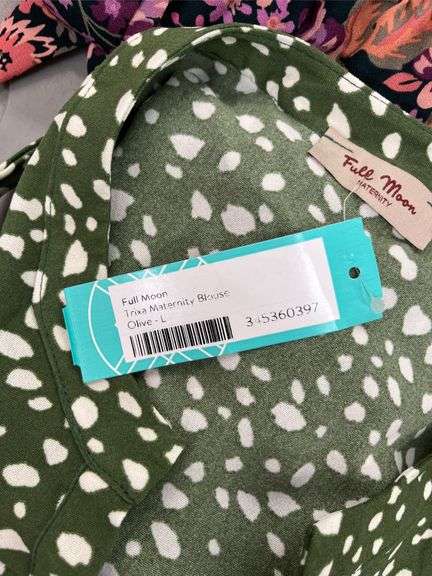 Full Moon
MATERNITY
Full Moon
Trixa Maternity Blouse
Olive - L
345360397